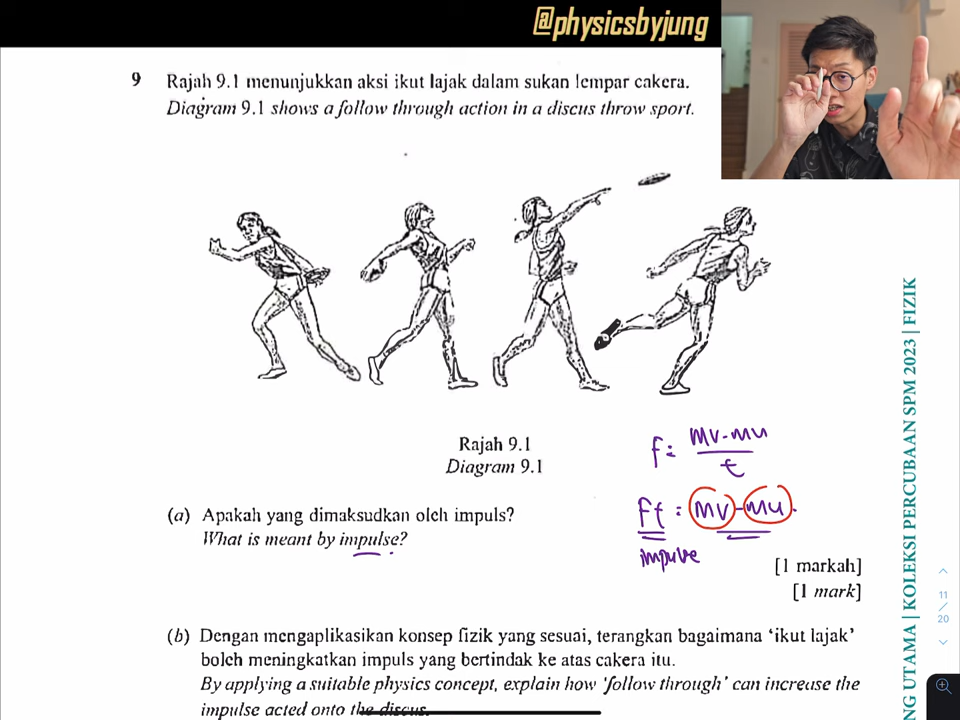 @physicsbyjung
9 Rajah 9.1 menunjukkan aksi ikut lajak dalam sukan lempar cakera.
Diagram 9.1 shows a follow through action in a discus throw sport.
Rajah 9.1
Diagram 9.1
F = mv-mu
t
Ft = mv-mu.
impulse
(a) Apakah yang dimaksudkan oleh impuls?
What is meant by impulse?
[1 markah]
[1 mark]
(b) Dengan mengaplikasikan konsep fizik yang sesuai, terangkan bagaimana 'ikut lajak'
boleh meningkatkan impuls yang bertindak ke atas cakera itu.
By applying a suitable physics concept, explain how 'follow through' can increase the
impulse acted onto the discus.
NG UTAMA | KOLEKSI PERCUBAAN SPM 2023 | FIZIK
11
/
20